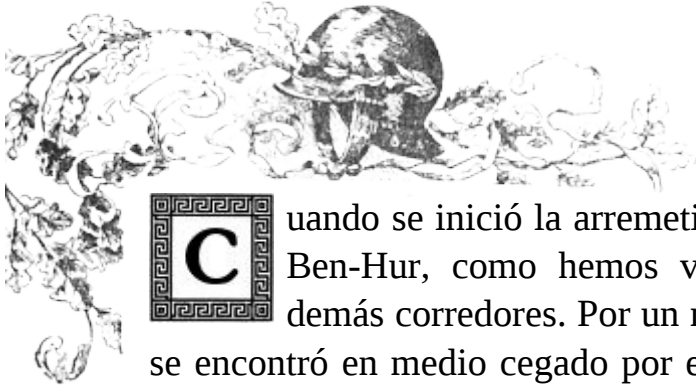 Cuando se inició la arremeti
Ben-Hur, como hemos v
demás corredores. Por un
se encontró en medio cegado por e